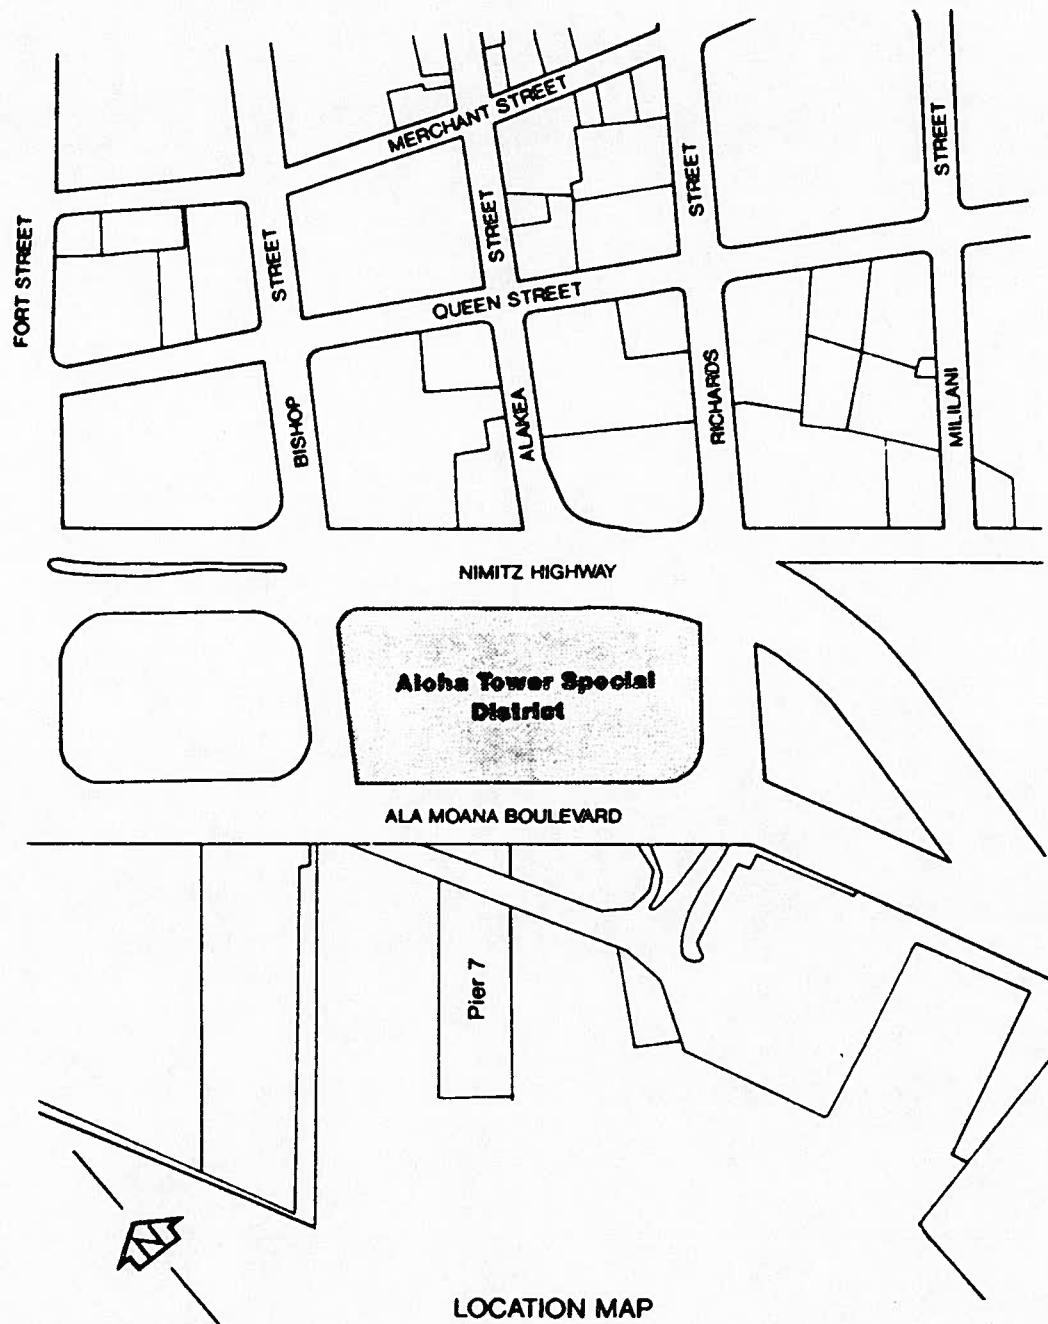 MERCHANT STREET
STREET
STREET
FORT STREET
STREET
STREET
QUEEN STREET
BISHOP
ALAKEA
RICHARDS
MILILANI
NIMITZ HIGHWAY
Aloha Tower Special
District
ALA MOANA BOULEVARD
Pier 7
N
LOCATION MAP